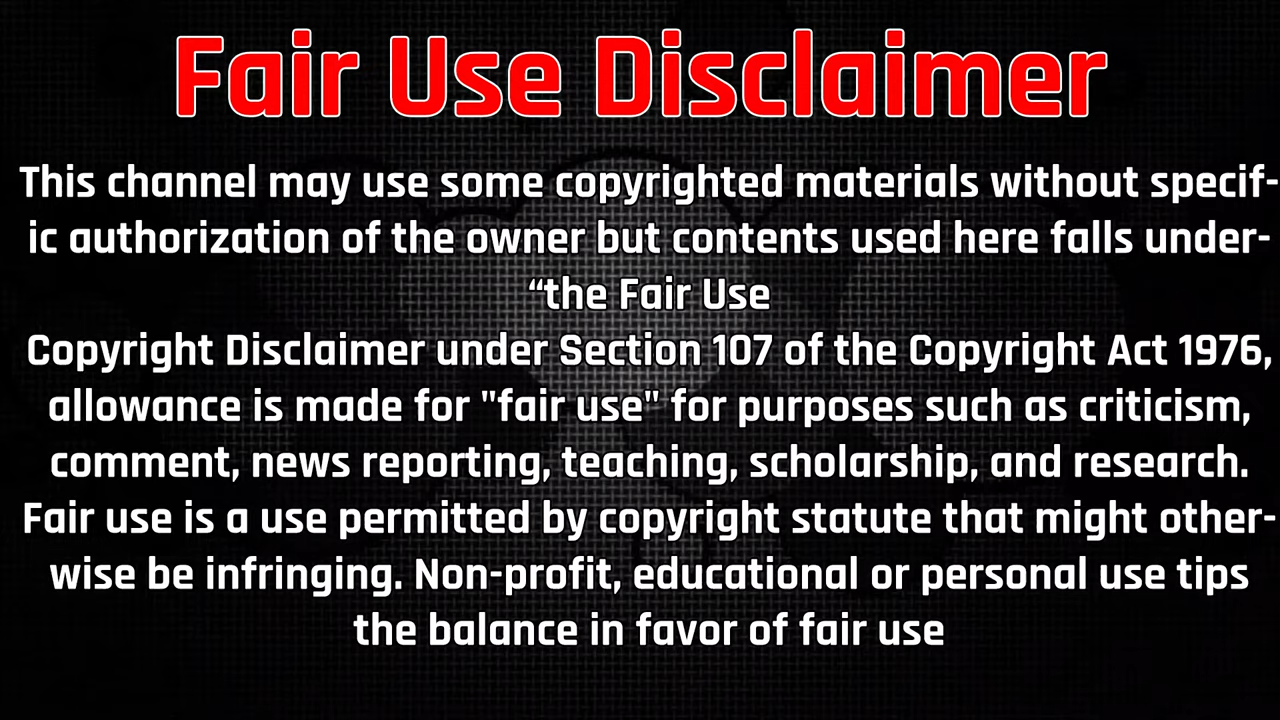 Fair Use Disclaimer
This channel may use some copyrighted materials without specif-
ic authorization of the owner but contents used here falls under-
“the Fair Use
Copyright Disclaimer under Section 107 of the Copyright Act 1976,
allowance is made for "fair use" for purposes such as criticism,
comment, news reporting, teaching, scholarship, and research.
Fair use is a use permitted by copyright statute that might other-
wise be infringing. Non-profit, educational or personal use tips
the balance in favor of fair use